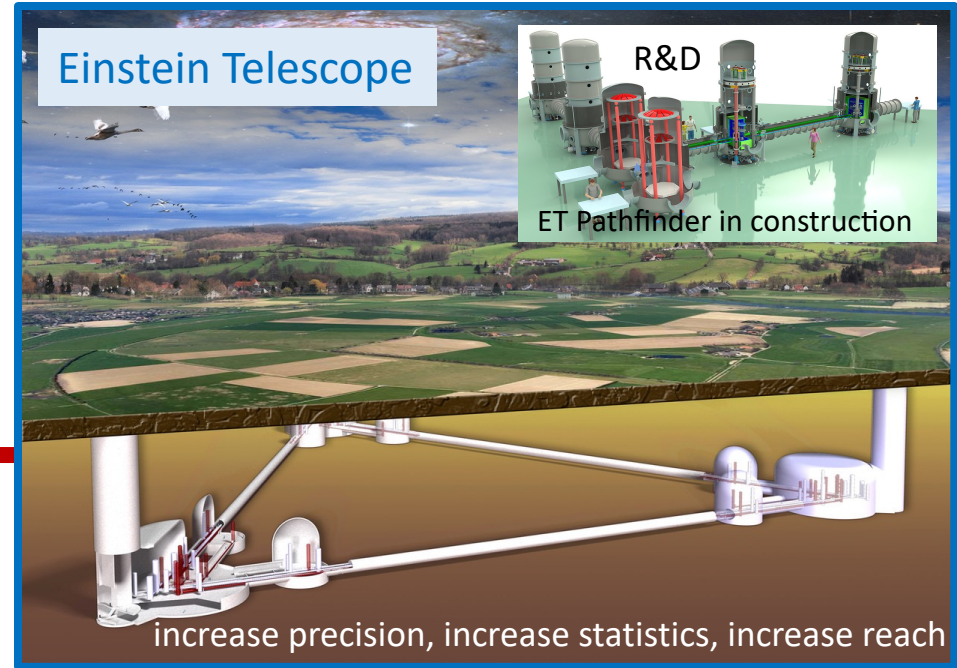 Einstein Telescope
R&D
ET Pathfinder in construction
increase precision, increase statistics, increase reach